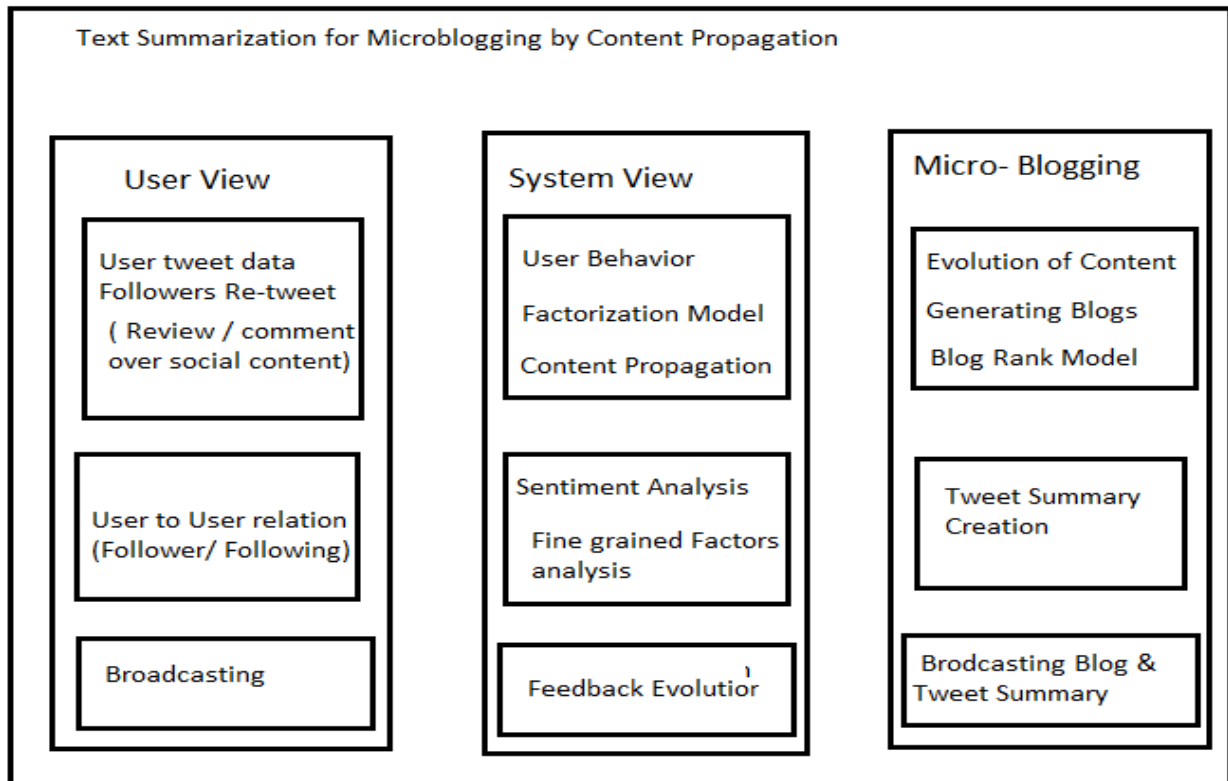 Text Summarization for Microblogging by Content Propagation
User View
User tweet data
Followers Re-tweet
( Review / comment
over social content)
User to User relation
(Follower/ Following)
Broadcasting
System View
User Behavior
Factorization Model
Content Propagation
Sentiment Analysis
Fine grained Factors
analysis
Feedback Evolution
Micro- Blogging
Evolution of Content
Generating Blogs
Blog Rank Model
Tweet Summary
Creation
Brodcasting Blog &
Tweet Summary